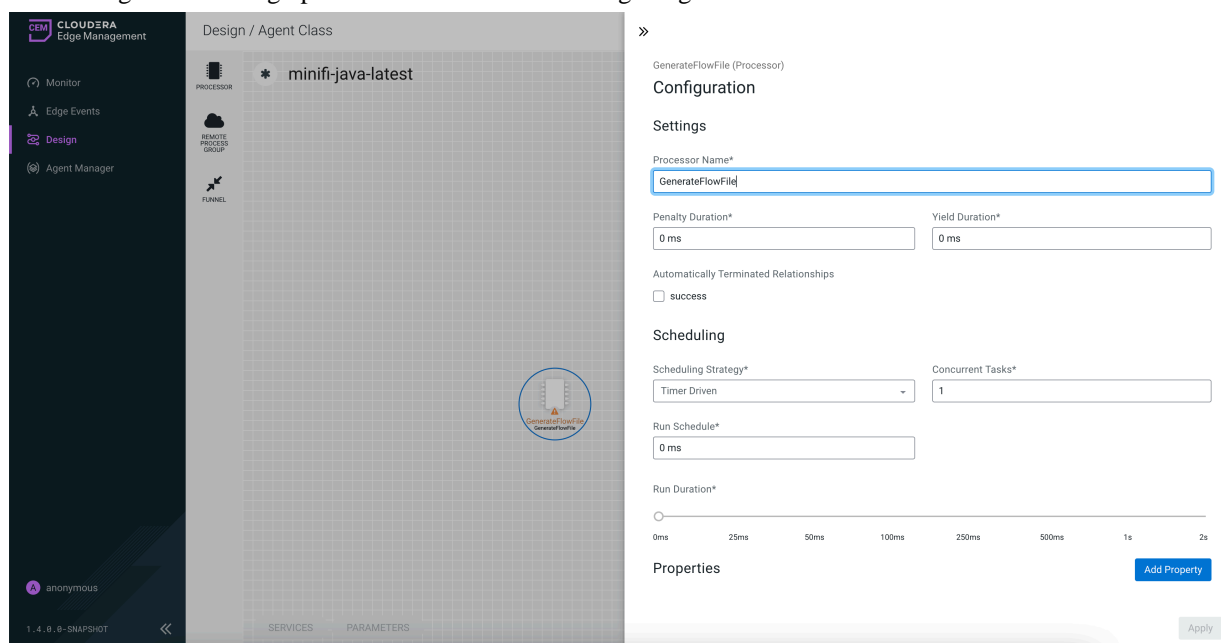 CEM CLOUDERA
Edge Management
Monitor
Edge Events
Design
Agent Manager
A anonymous
1.4.0.0-SNAPSHOT
Design / Agent Class
PROCESSOR
REMOTE
PROCESS
GROUP
FUNNEL
minifi-java-latest
GenerateFlowFile
GenerateFlowFile
SERVICES PARAMETERS
GenerateFlowFile (Processor)
Configuration
Settings
Processor Name*
GenerateFlowFile
Penalty Duration* Yield Duration*
0 ms 0 ms
Automatically Terminated Relationships
success
Scheduling
Scheduling Strategy* Concurrent Tasks*
Timer Driven 1
Run Schedule*
0 ms
Run Duration*
0ms 25ms 50ms 100ms 250ms 500ms 1s 2s
Properties Add Property
Apply